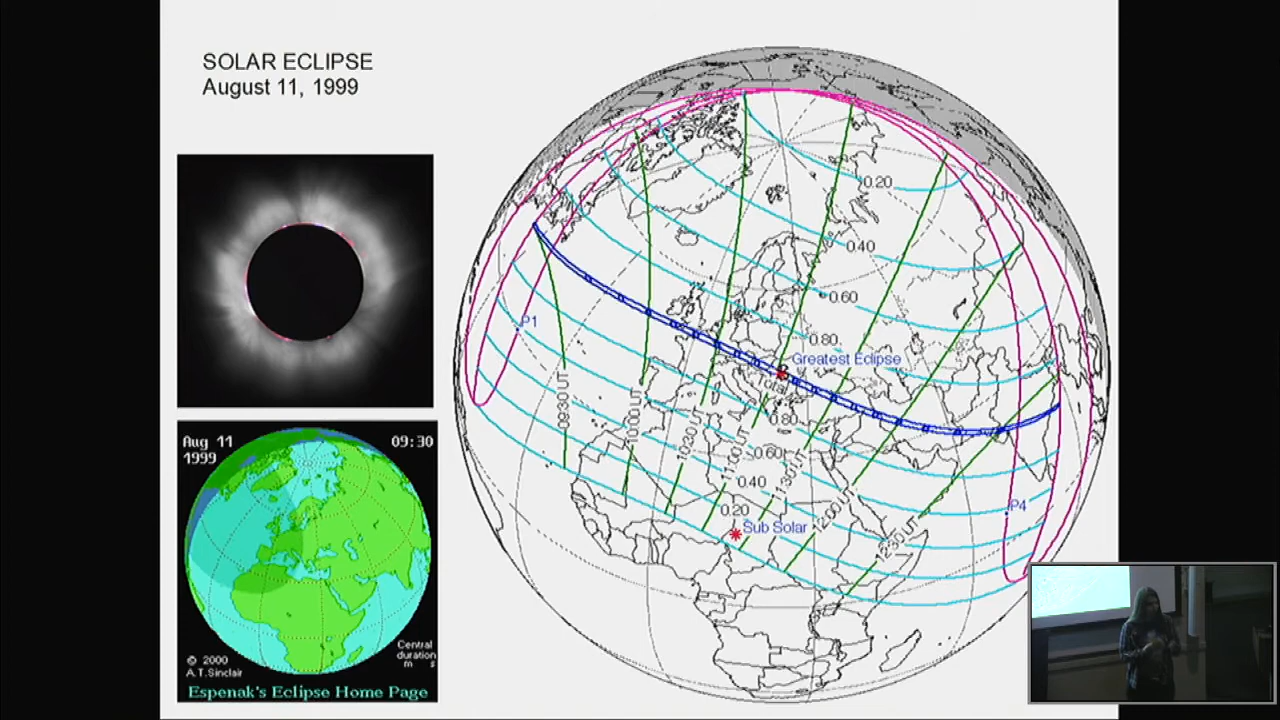 SOLAR ECLIPSE
August 11, 1999
0.20
0.40
0.60
0.80
P1
Greatest Eclipse
Total
0.80
0.60
0.40
0.20
Sub Solar
P4
09:30 UT
10:00 UT
10:30 UT
11:00 UT
11:30 UT
12:00 UT
12:30 UT
Aug 11
1999
09:30
© 2000
A.T.Sinclair
Central
duration
m s
Espenak's Eclipse Home Page